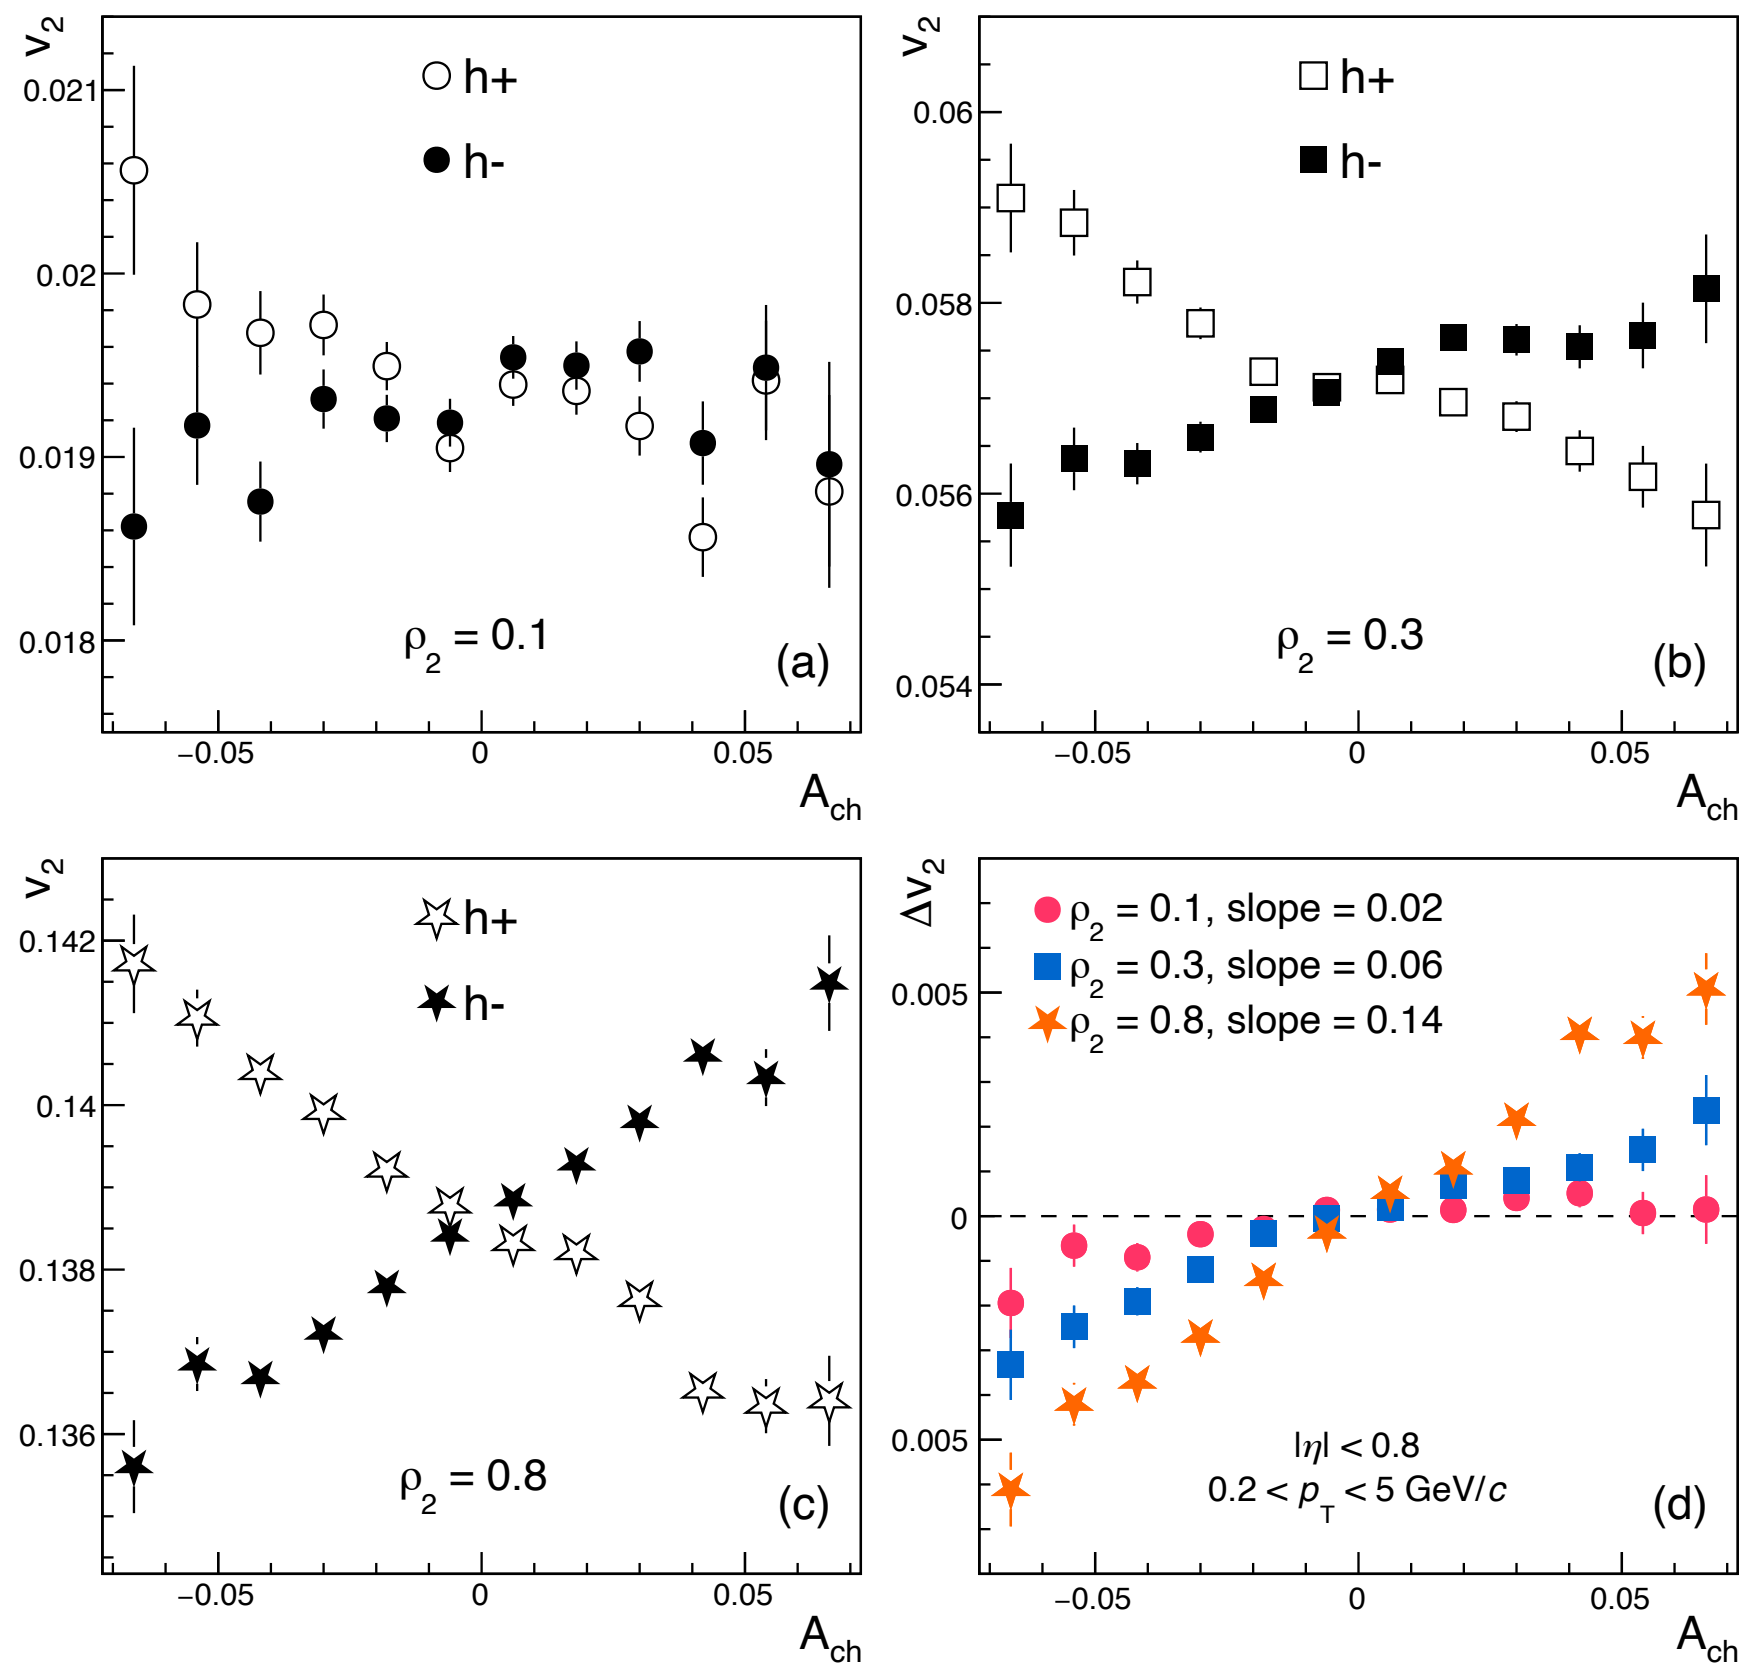 v2
0.021
0.02
0.019
0.018
h+
h-
ρ2 = 0.1
(a)
−0.05 0 0.05
Ach
v2
0.06
0.058
0.056
0.054
h+
h-
ρ2 = 0.3
(b)
−0.05 0 0.05
Ach
v2
0.142
0.14
0.138
0.136
h+
h-
ρ2 = 0.8
(c)
−0.05 0 0.05
Ach
Δv2
0.005
0
0.005
ρ2 = 0.1, slope = 0.02
ρ2 = 0.3, slope = 0.06
ρ2 = 0.8, slope = 0.14
|η| < 0.8
0.2 < pT < 5 GeV/c
(d)
−0.05 0 0.05
Ach